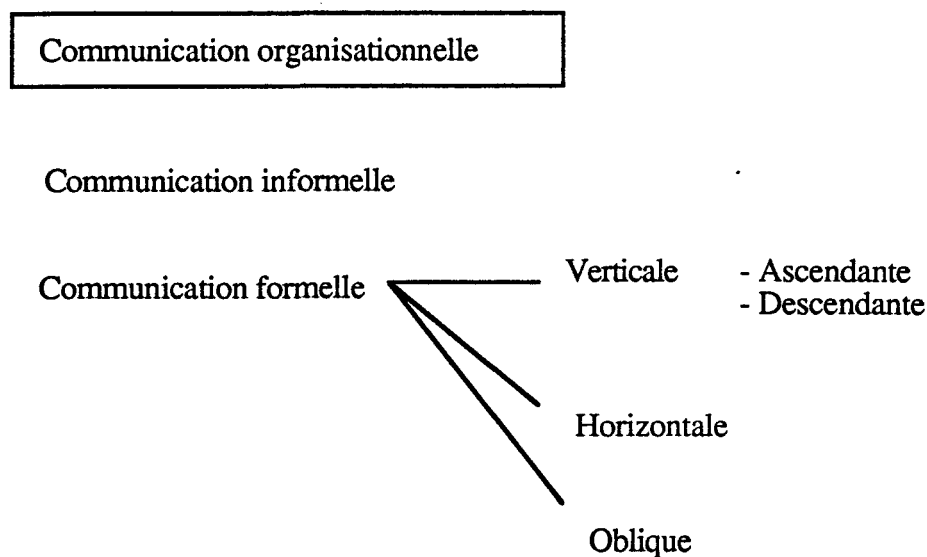 Communication organisationnelle
Communication informelle
Communication formelle
Verticale - Ascendante
- Descendante
Horizontale
Oblique